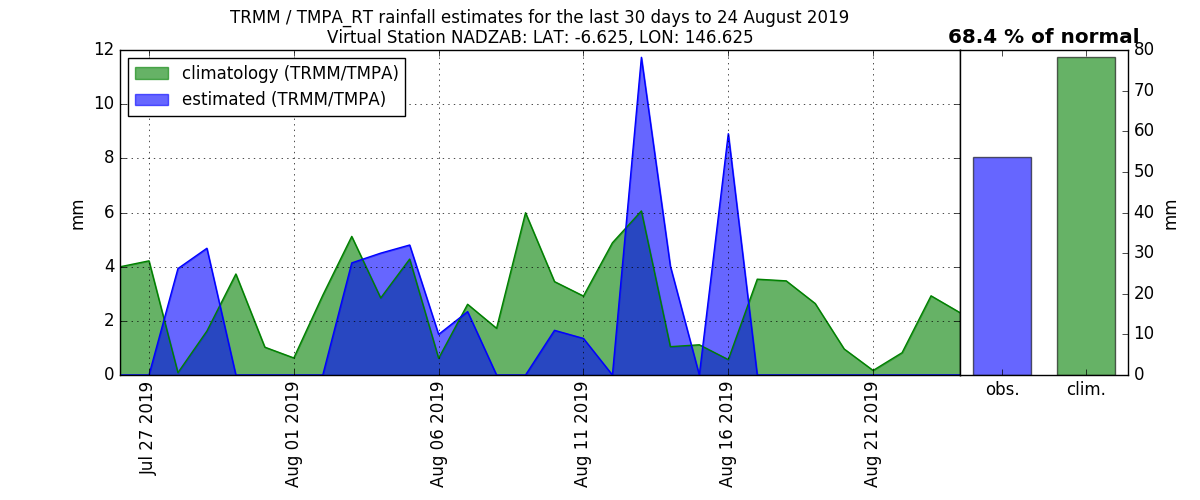 TRMM / TMPA_RT rainfall estimates for the last 30 days to 24 August 2019
Virtual Station NADZAB: LAT: -6.625, LON: 146.625
68.4 % of normal
climatology (TRMM/TMPA)
estimated (TRMM/TMPA)
12
10
8
6
4
2
0
mm
Jul 27 2019
Aug 01 2019
Aug 06 2019
Aug 11 2019
Aug 16 2019
Aug 21 2019
80
70
60
50
40
30
20
10
0
mm
obs.
clim.